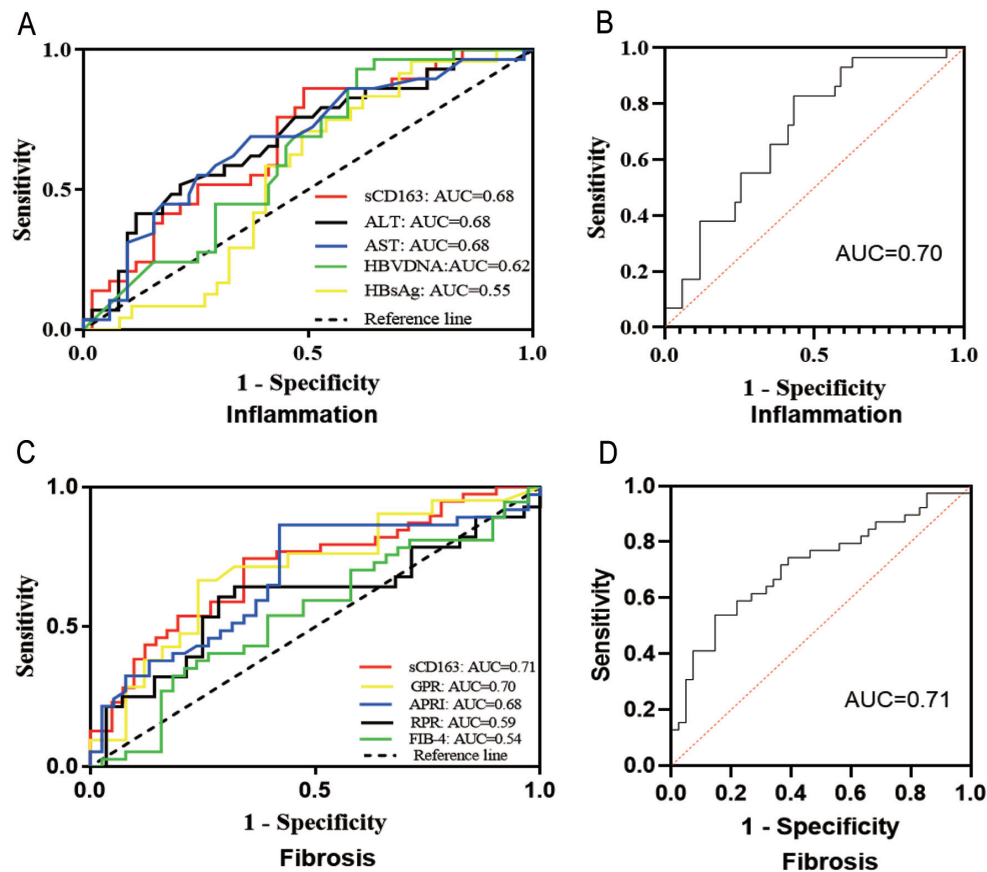 A
1.0
0.5
0.0
Sensitivity
sCD163: AUC=0.68
ALT: AUC=0.68
AST: AUC=0.68
HBVDNA:AUC=0.62
HBsAg: AUC=0.55
Reference line
0.0 0.5 1.0
1 - Specificity
Inflammation
B
1.0
0.8
0.6
0.4
0.2
0.0
Sensitivity
AUC=0.70
0.0 0.5 1.0
1 - Specificity
Inflammation
C
1.0
0.5
0.0
Sensitivity
sCD163: AUC=0.71
GPR: AUC=0.70
APRI: AUC=0.68
RPR: AUC=0.59
FIB-4: AUC=0.54
Reference line
0.0 0.5 1.0
1 - Specificity
Fibrosis
D
1.0
0.8
0.6
0.4
0.2
0.0
Sensitivity
AUC=0.71
0.0 0.2 0.4 0.6 0.8 1.0
1 - Specificity
Fibrosis